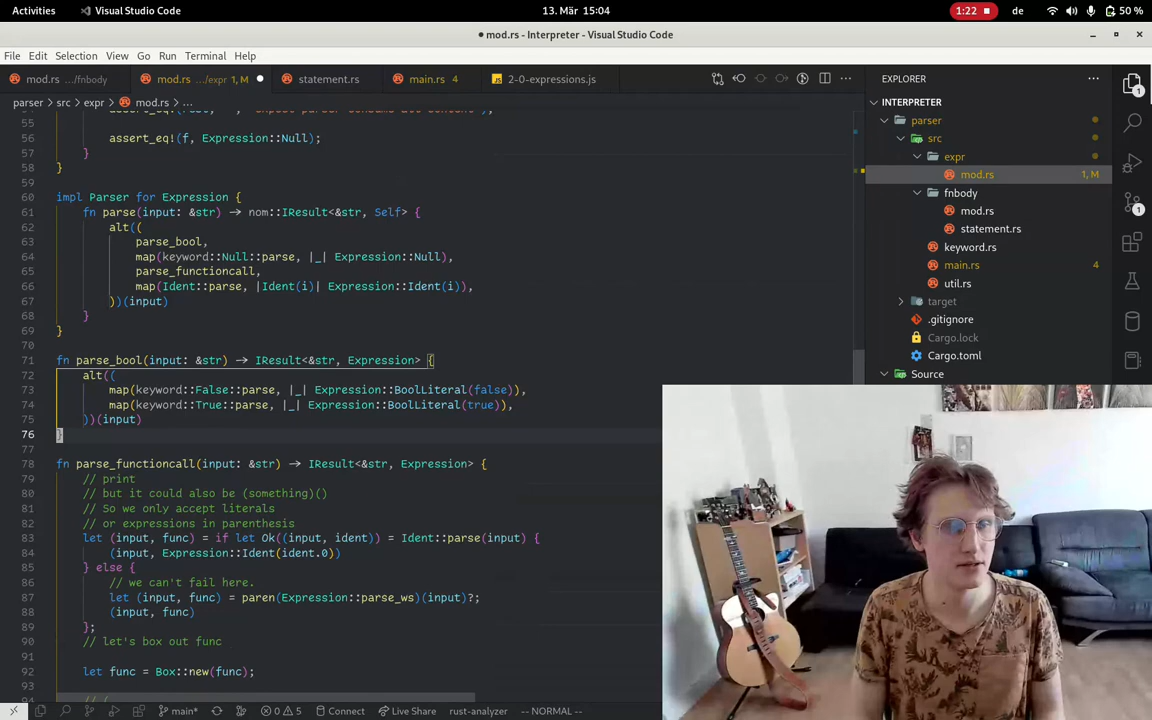 Activities Visual Studio Code 13. Mär 15:04 1:22 de 50 %
mod.rs - Interpreter - Visual Studio Code
File Edit Selection View Go Run Terminal Help
mod.rs .../fnbody mod.rs .../expr 1, M statement.rs main.rs 4 2-0-expressions.js
parser > src > expr > mod.rs > ...
55
56 assert_eq!(f, Expression::Null);
57 }
58 }
59
60 impl Parser for Expression {
61 fn parse(input: &str) → nom::IResult<&str, Self> {
62 alt((
63 parse_bool,
64 map(keyword::Null::parse, |_| Expression::Null),
65 parse_functioncall,
66 map(Ident::parse, |Ident(i)| Expression::Ident(i)),
67 ))(input)
68 }
69 }
70
71 fn parse_bool(input: &str) → IResult<&str, Expression> {
72 alt((
73 map(keyword::False::parse, |_| Expression::BoolLiteral(false)),
74 map(keyword::True::parse, |_| Expression::BoolLiteral(true)),
75 ))(input)
76 }
77
78 fn parse_functioncall(input: &str) → IResult<&str, Expression> {
79 // print
80 // but it could also be (something)()
81 // So we only accept literals
82 // or expressions in parenthesis
83 let (input, func) = if let Ok((input, ident)) = Ident::parse(input) {
84 (input, Expression::Ident(ident.0))
85 } else {
86 // we can't fail here.
87 let (input, func) = paren(Expression::parse_ws)(input)?;
88 (input, func)
89 };
90 // let's box out func
91
92 let func = Box::new(func);
93
main* 0 5 Connect Live Share rust-analyzer -- NORMAL --
EXPLORER
INTERPRETER
parser
src
expr
mod.rs 1, M
fnbody
mod.rs
statement.rs
keyword.rs
main.rs 4
util.rs
target
.gitignore
Cargo.lock
Cargo.toml
Source
1
1